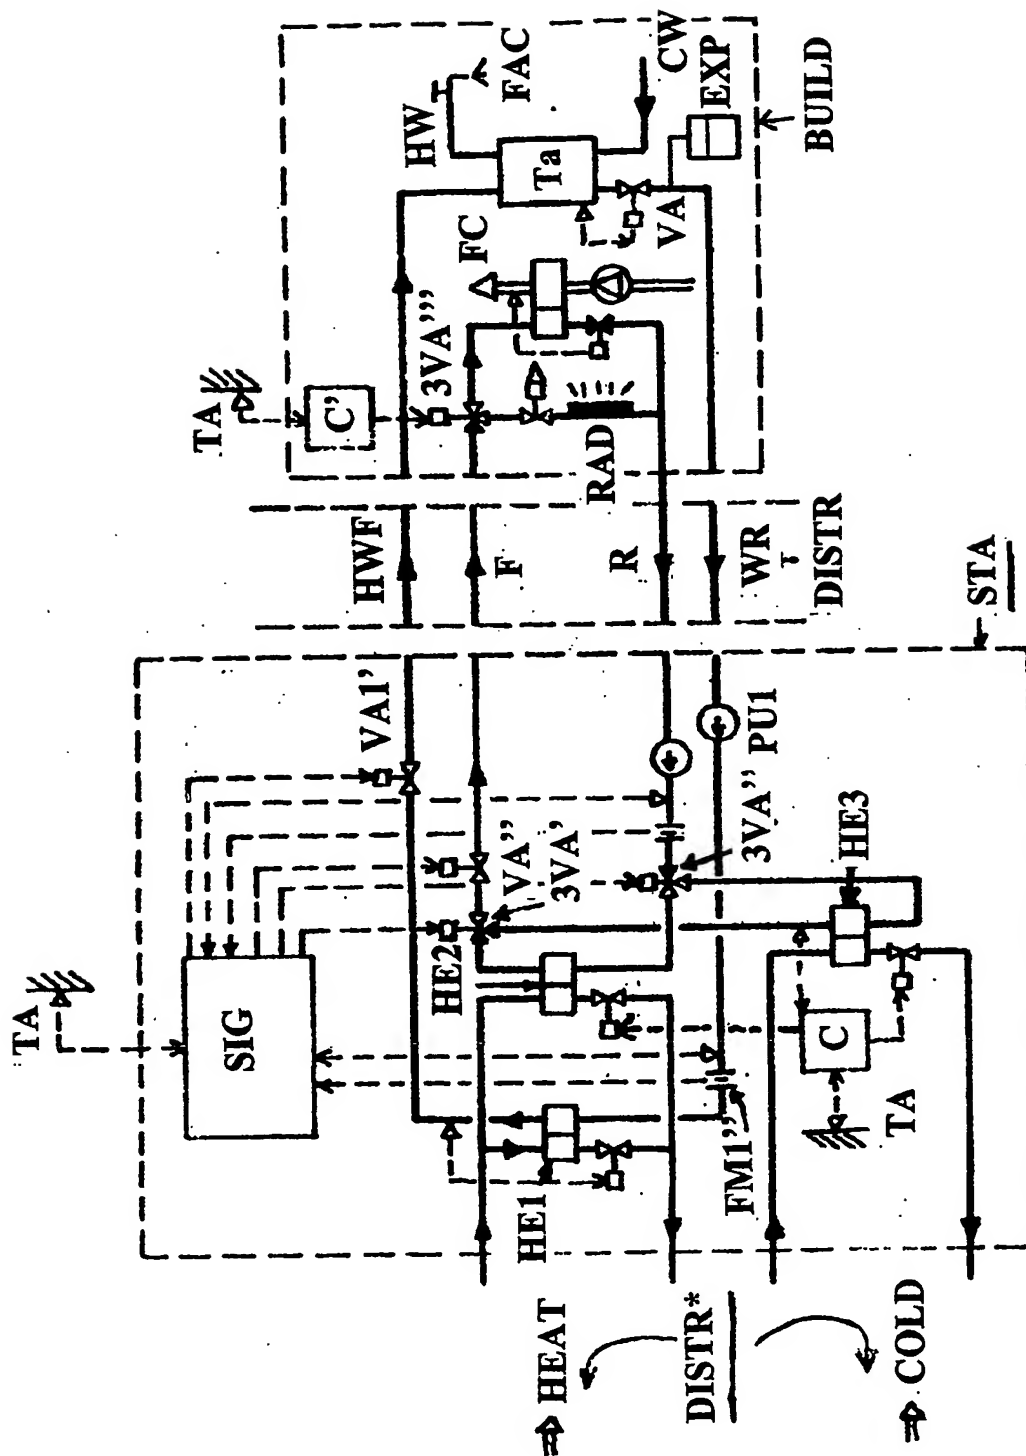 TA
SIG
VA1'
HE2
VA''
3VA'
3VA''
PU1
HE1
FM1''
TA
C
HE3
STA
HEAT
DISTR*
COLD
HWF
F
R
WR
DISTR
TA
C'
3VA'''
FC
RAD
HW
FAC
Ta
VA
CW
EXP
BUILD